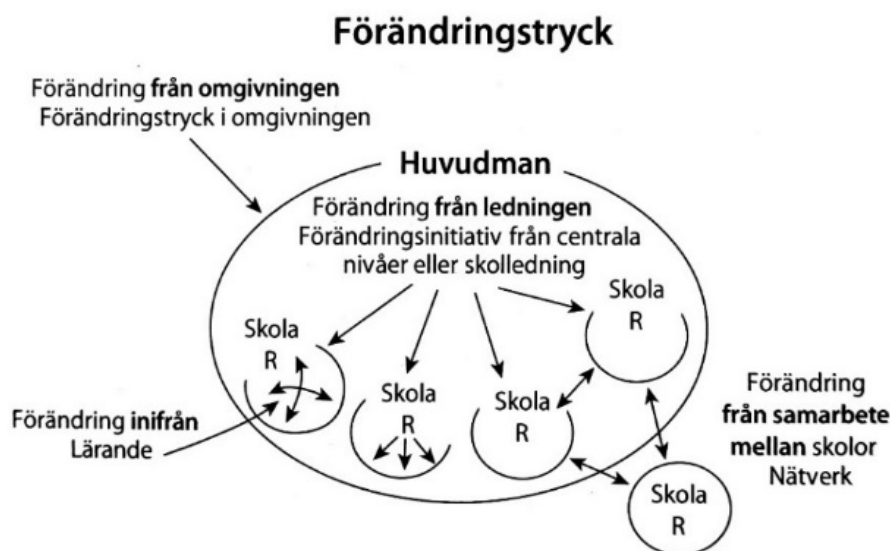 Förändringstryck
Förändring från omgivningen
Förändringstryck i omgivningen
Huvudman
Förändring från ledningen
Förändringsinitiativ från centrala
nivåer eller skolledning
Skola
R
Skola
R
Skola
R
Skola
R
Förändring inifrån
Lärande
Förändring
från samarbete
mellan skolor
Nätverk
Skola
R